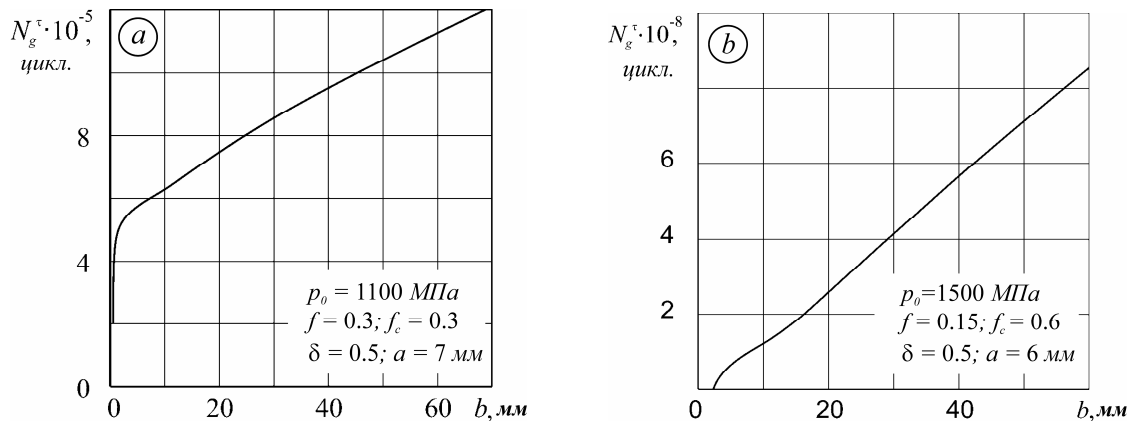 N_g^τ·10^-5,
цикл.
a
8
4
0
p_0 = 1100 МПа
f = 0.3; f_c = 0.3
δ = 0.5; a = 7 мм
0 20 40 60 b, мм
N_g^τ·10^-8,
цикл.
b
6
4
2
p_0=1500 МПа
f = 0.15; f_c = 0.6
δ = 0.5; a = 6 мм
0 20 40 b, мм